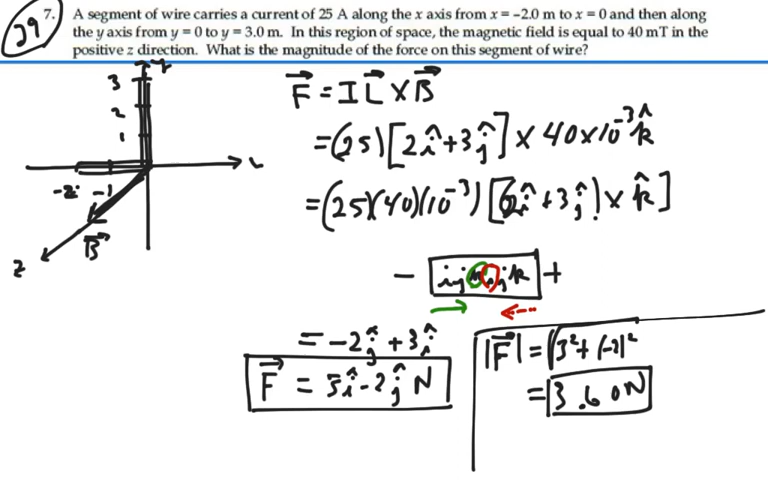 29
7. A segment of wire carries a current of 25 A along the x axis from x = –2.0 m to x = 0 and then along
the y axis from y = 0 to y = 3.0 m. In this region of space, the magnetic field is equal to 40 mT in the
positive z direction. What is the magnitude of the force on this segment of wire?
3
2
1
-2 -1
z
B⃗
F⃗ = I L⃗ × B⃗
= (25)[2î + 3ĵ] × 40×10⁻³ k̂
= (25)(40)(10⁻³) [(2î + 3ĵ) × k̂]
– ijk ijk +
= -2ĵ + 3î
F⃗ = 3î - 2ĵ N
|F⃗| = √3² + (-2)²
= 3.60N